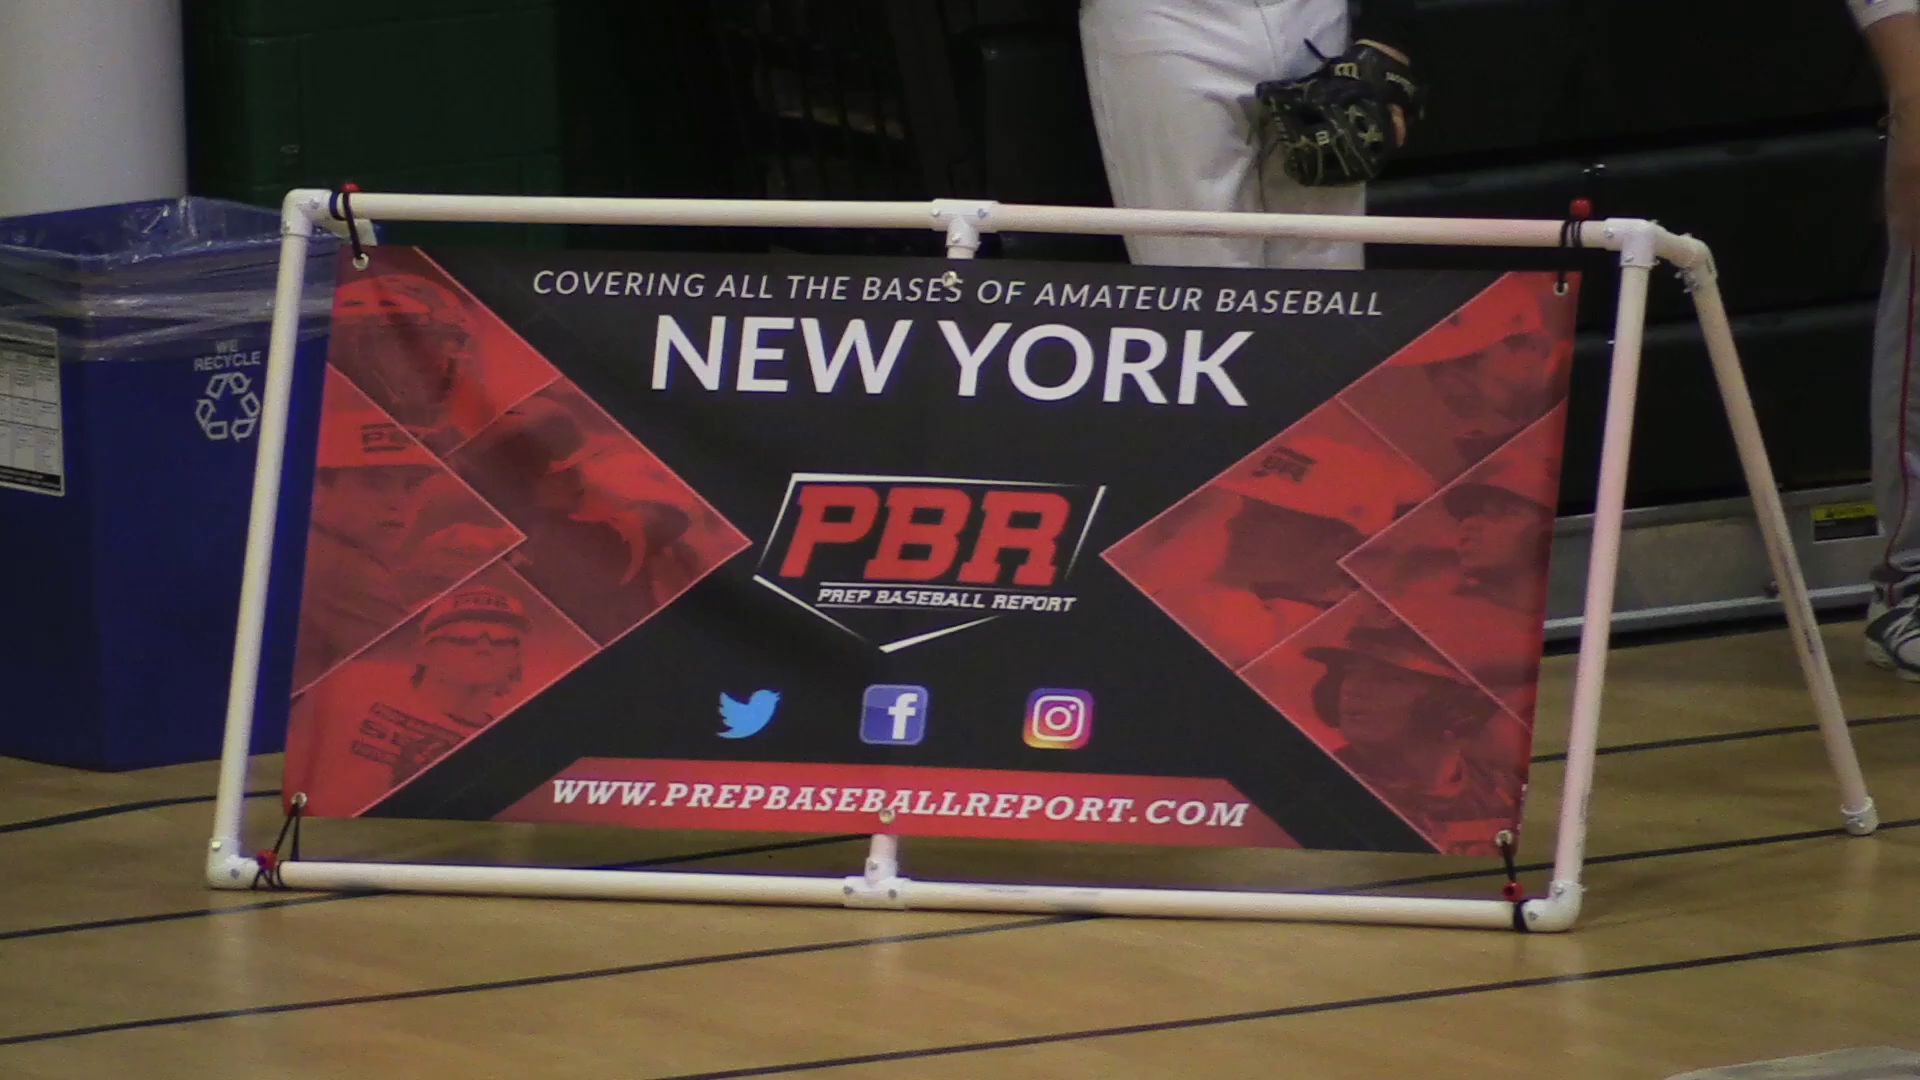 COVERING ALL THE BASES OF AMATEUR BASEBALL
NEW YORK
PBR
PREP BASEBALL REPORT
WWW.PREPBASEBALLREPORT.COM
WE
RECYCLE